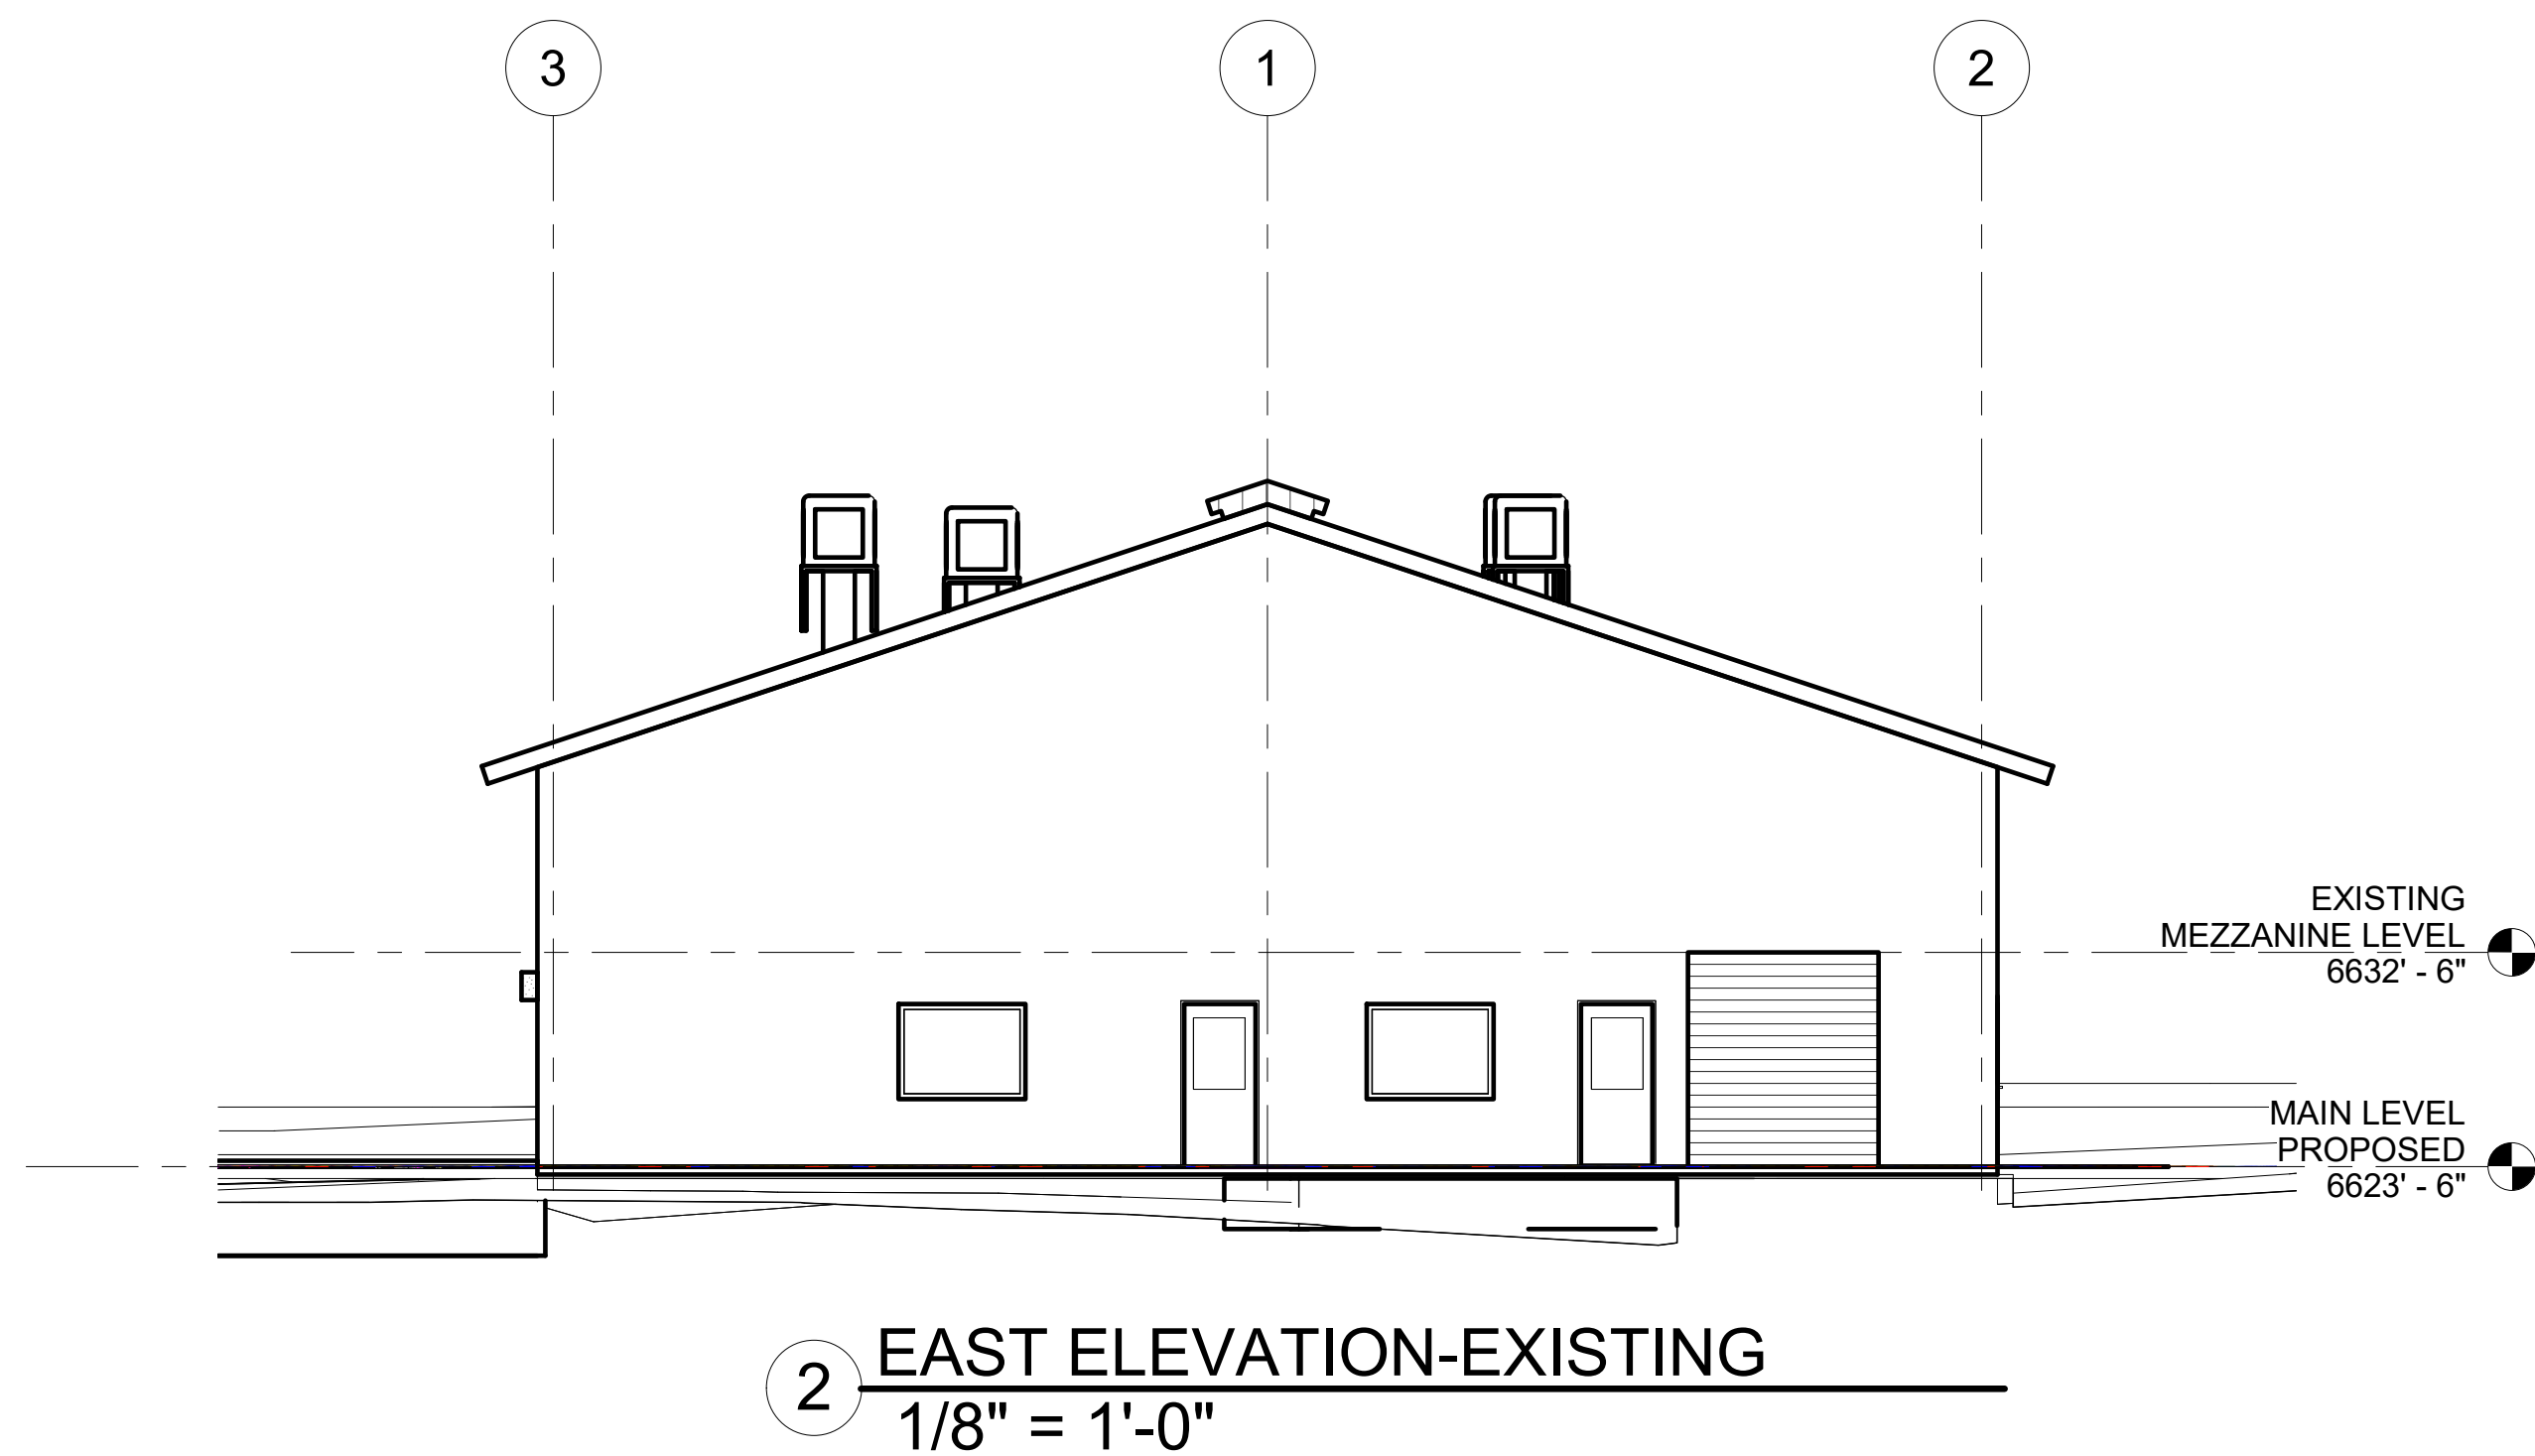 3
1
2
EXISTING
MEZZANINE LEVEL
6632' - 6"
MAIN LEVEL
PROPOSED
6623' - 6"
2
EAST ELEVATION-EXISTING
1/8" = 1'-0"